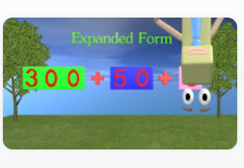 Expanded Form
300 + 50 +